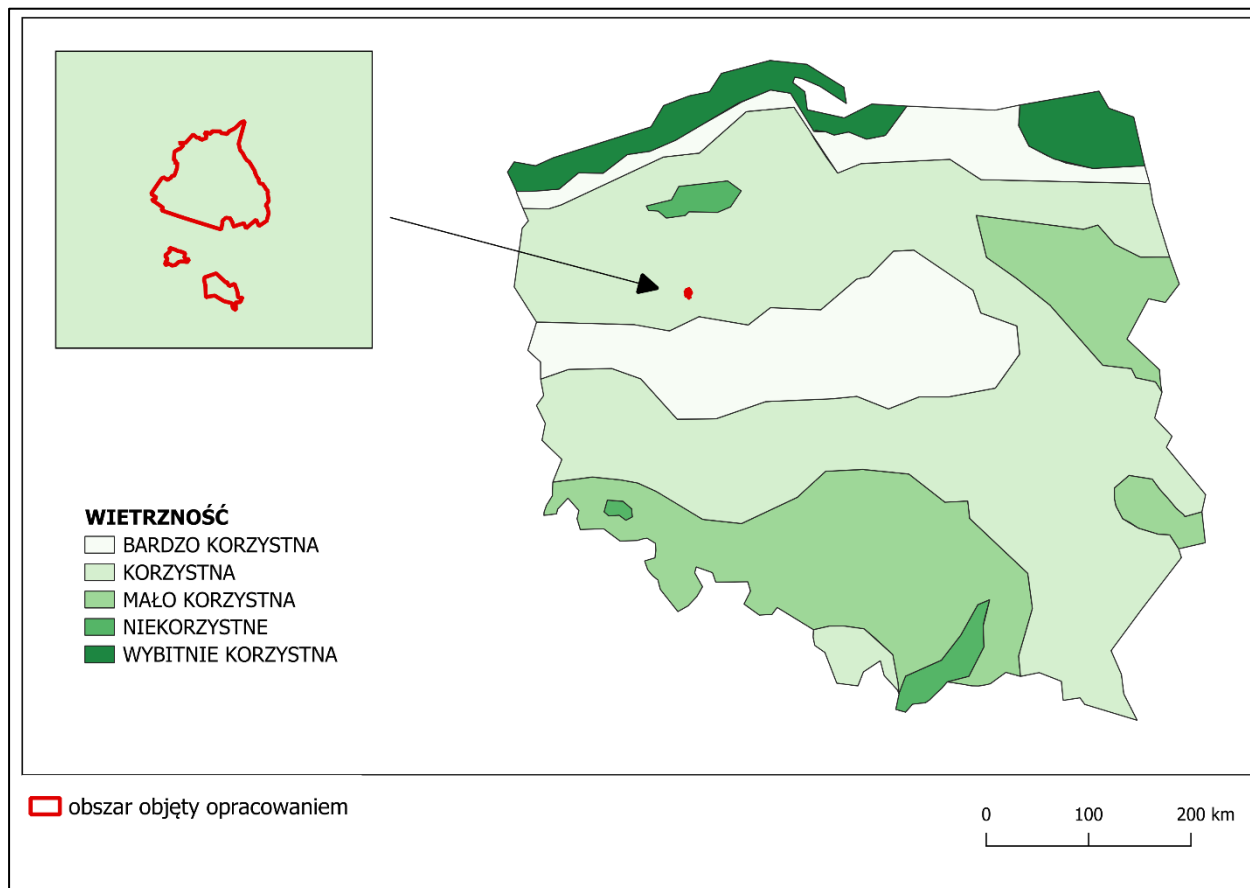 WIETRZNOŚĆ
BARDZO KORZYSTNA
KORZYSTNA
MAŁO KORZYSTNA
NIEKORZYSTNE
WYBITNIE KORZYSTNA
obszar objęty opracowaniem
0 100 200 km